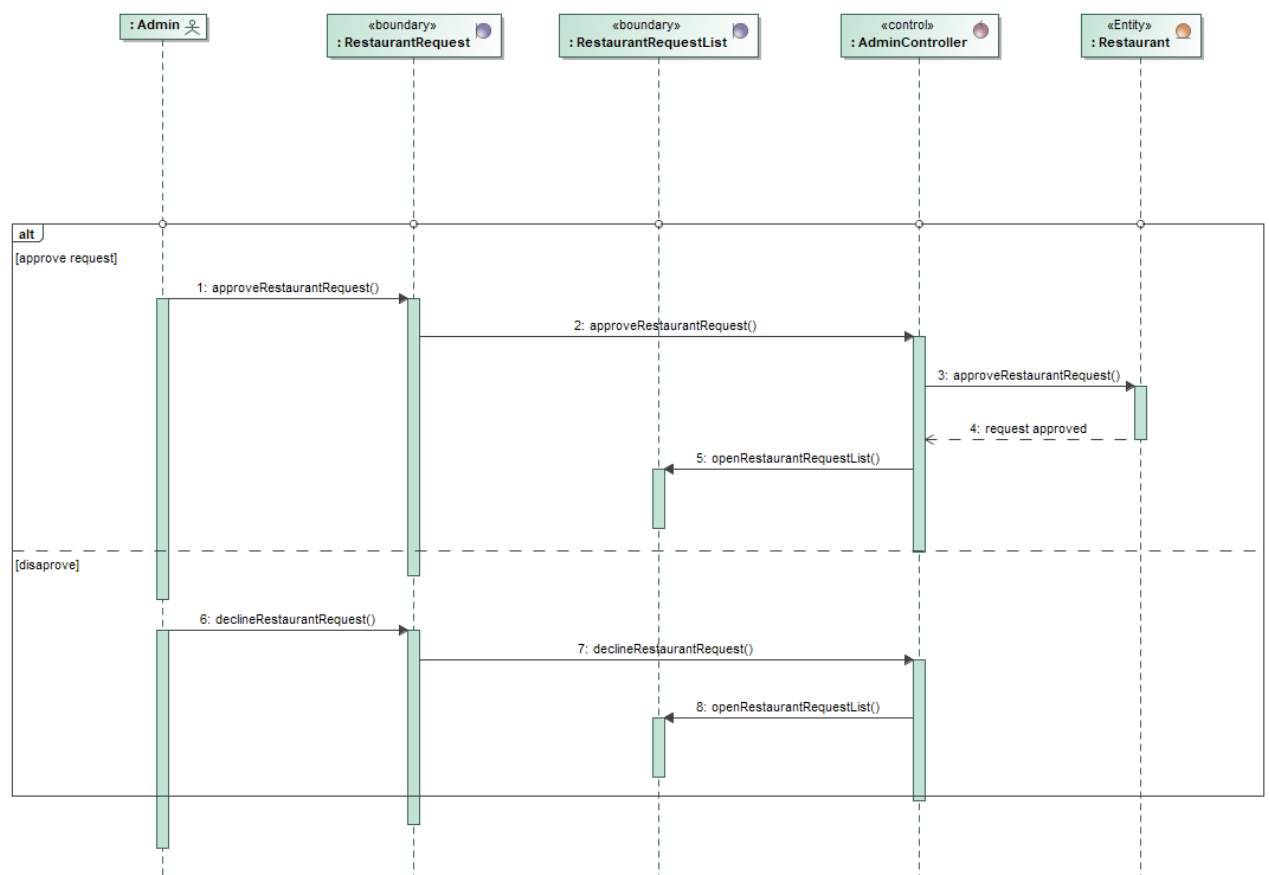 : Admin
«boundary»
: RestaurantRequest
«boundary»
: RestaurantRequestList
«control»
: AdminController
«Entity»
: Restaurant
alt
[approve request]
1: approveRestaurantRequest()
2: approveRestaurantRequest()
3: approveRestaurantRequest()
4: request approved
5: openRestaurantRequestList()
[disaprove]
6: declineRestaurantRequest()
7: declineRestaurantRequest()
8: openRestaurantRequestList()